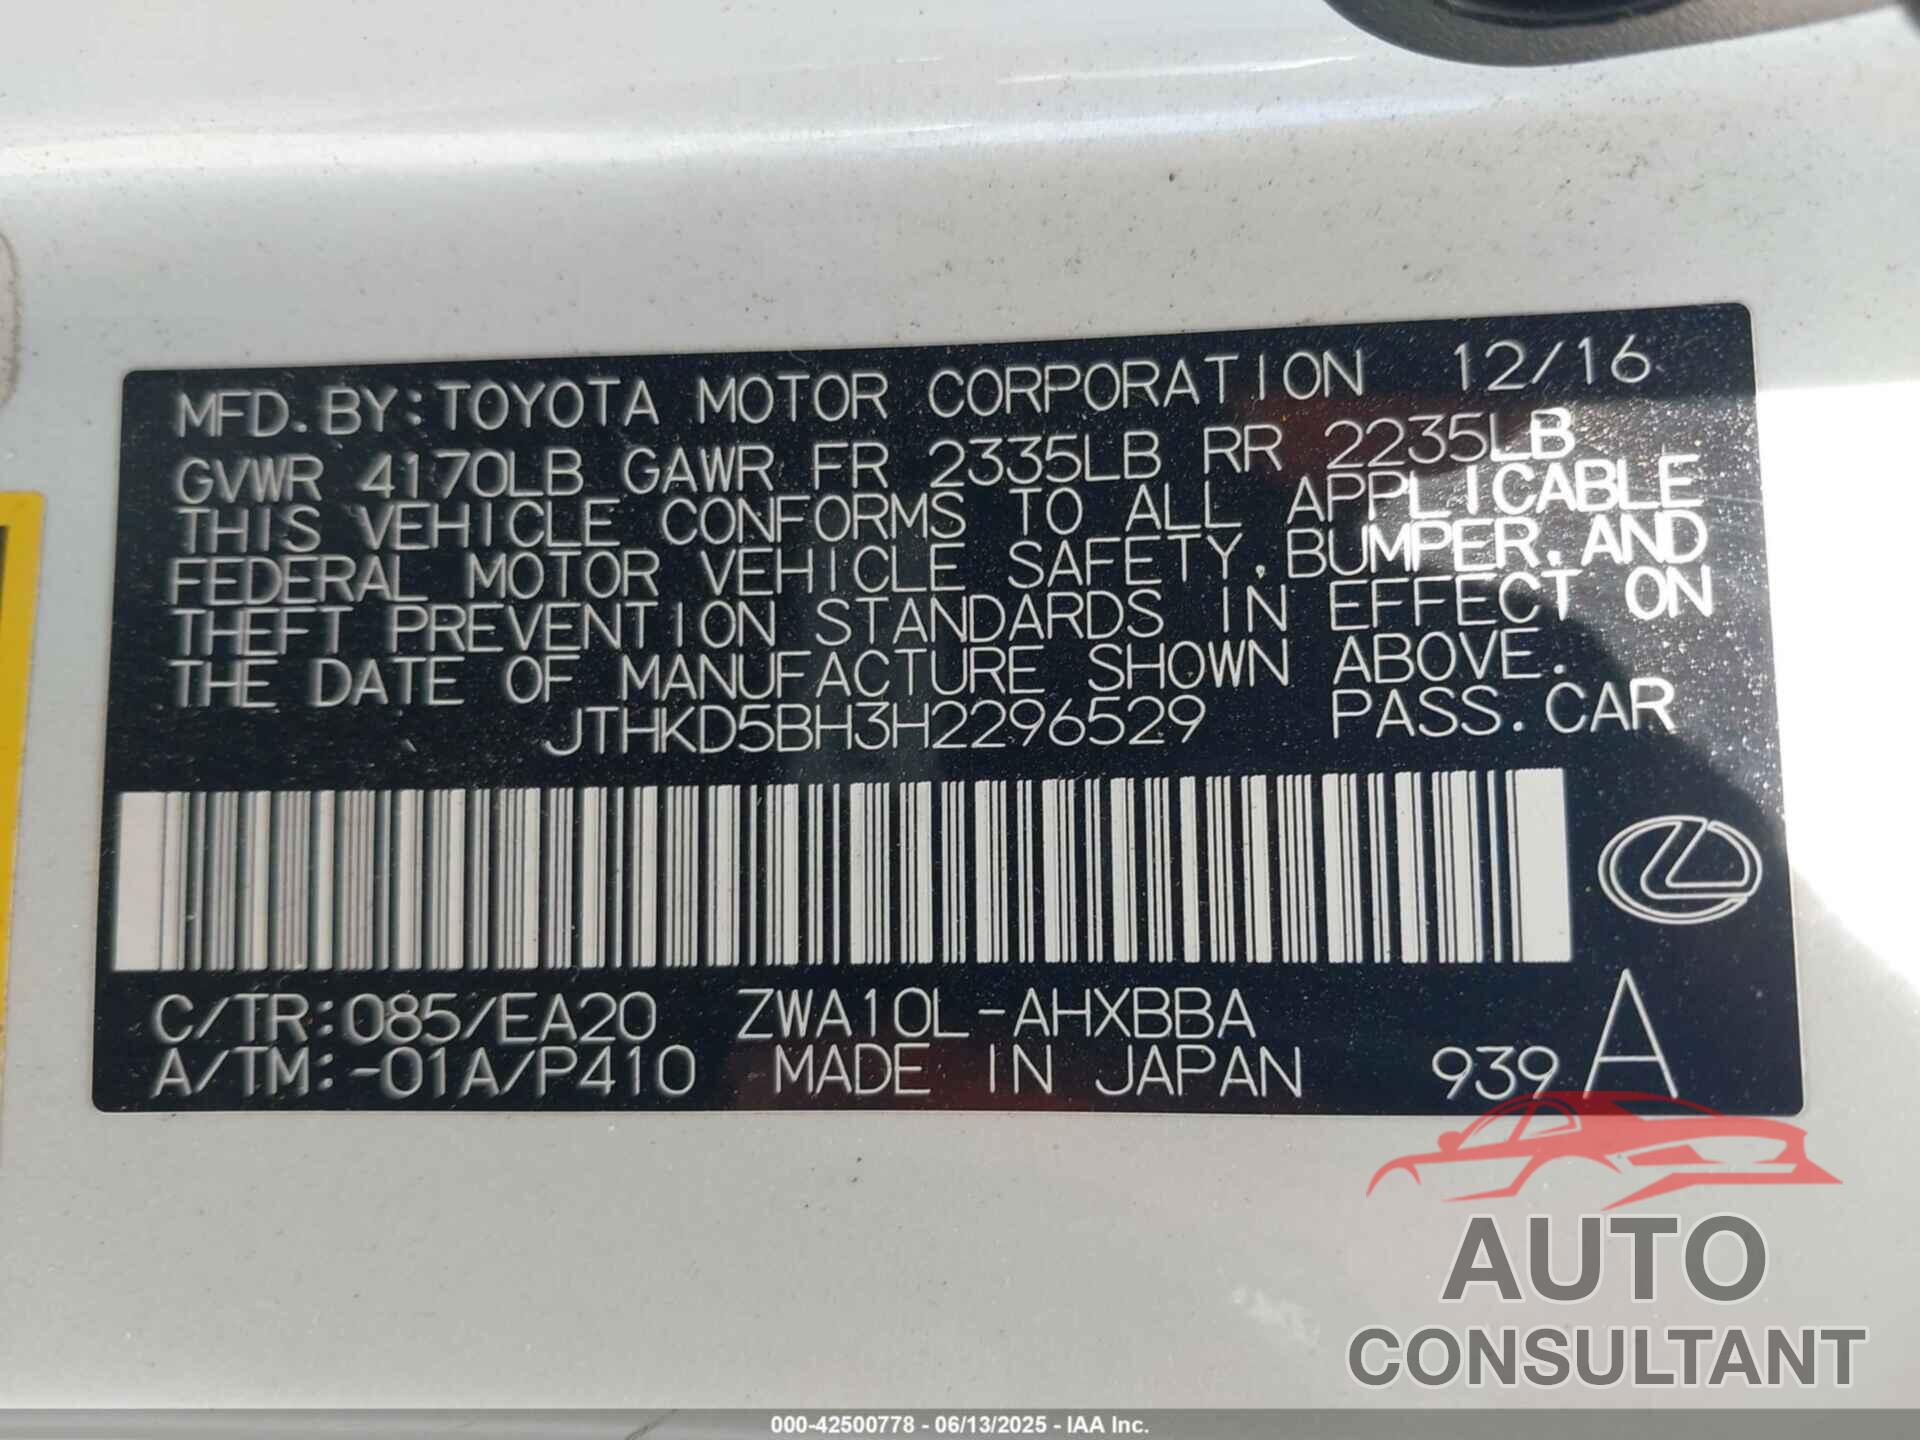 MFD. BY: TOYOTA MOTOR CORPORATION 12/16
GVWR 4170LB GAWR FR 2335LB RR 2235LB
THIS VEHICLE CONFORMS TO ALL APPLICABLE
FEDERAL MOTOR VEHICLE SAFETY, BUMPER, AND
THEFT PREVENTION STANDARDS IN EFFECT ON
THE DATE OF MANUFACTURE SHOWN ABOVE.
JTHKD5BH3H2296529 PASS. CAR
C/TR:085/EA20 ZWA10L-AHXBBA
A/TM:-01A/P410 MADE IN JAPAN 939 A
AUTO
CONSULTANT
000-42500778 - 06/13/2025 - IAA Inc.